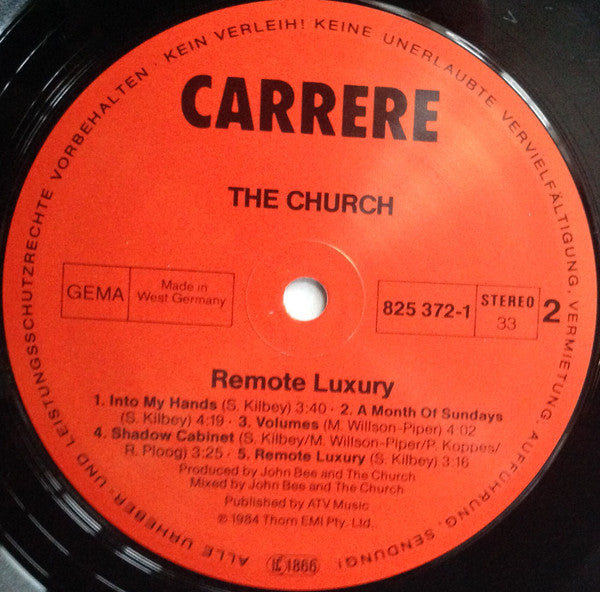 ALLE URHEBER- UND LEISTUNGSSCHUTZRECHTE VORBEHALTEN · KEIN VERLEIH! KEINE UNERLAUBTE VERVIELFÄLTIGUNG, VERMIETUNG, AUFFÜHRUNG, SENDUNG!
CARRERE
THE CHURCH
GEMA
Made in
West Germany
825 372-1
STEREO
33
2
Remote Luxury
1. Into My Hands (S. Kilbey) 3:40 · 2. A Month Of Sundays
(S. Kilbey) 4:19 · 3. Volumes (M. Willson-Piper) 4:02
4. Shadow Cabinet (S. Kilbey/M. Willson-Piper/P. Koppes/
R. Ploog) 3:25 · 5. Remote Luxury (S. Kilbey) 3:16
Produced by John Bee and The Church
Mixed by John Bee and The Church
Published by ATV Music
℗ 1984 Thorn EMI Pty. Ltd.
LC 1866